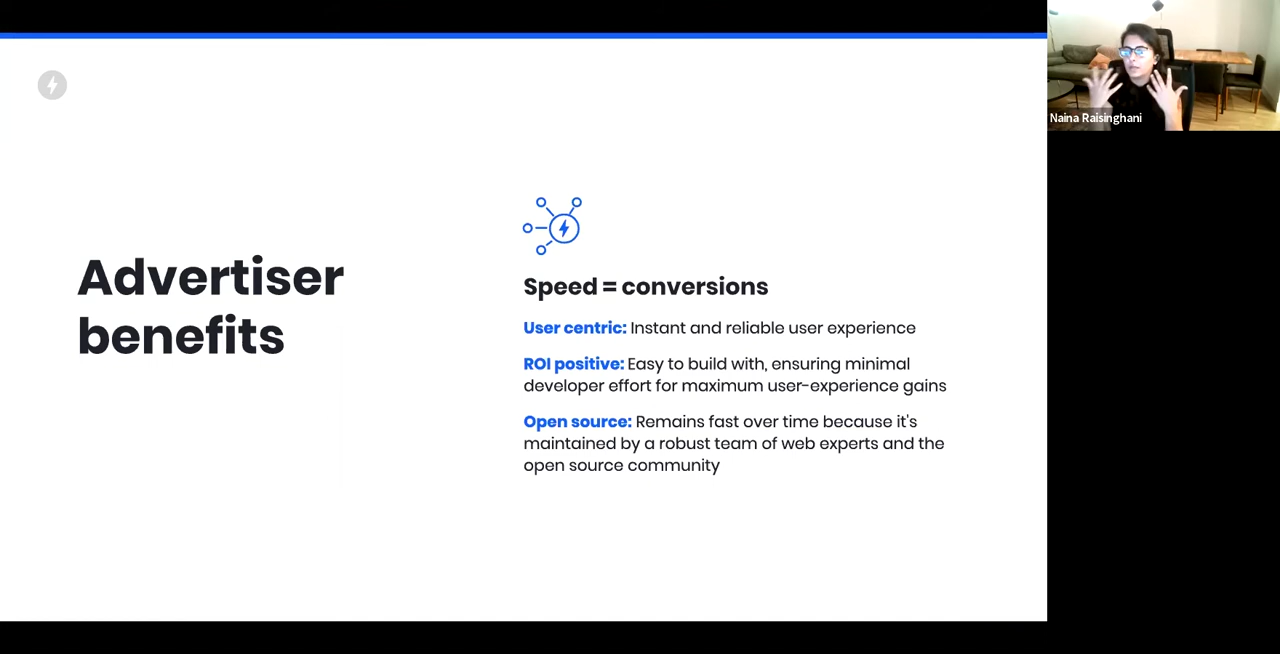 Advertiser
benefits
Speed = conversions
User centric: Instant and reliable user experience
ROI positive: Easy to build with, ensuring minimal
developer effort for maximum user-experience gains
Open source: Remains fast over time because it's
maintained by a robust team of web experts and the
open source community
Naina Raisinghani